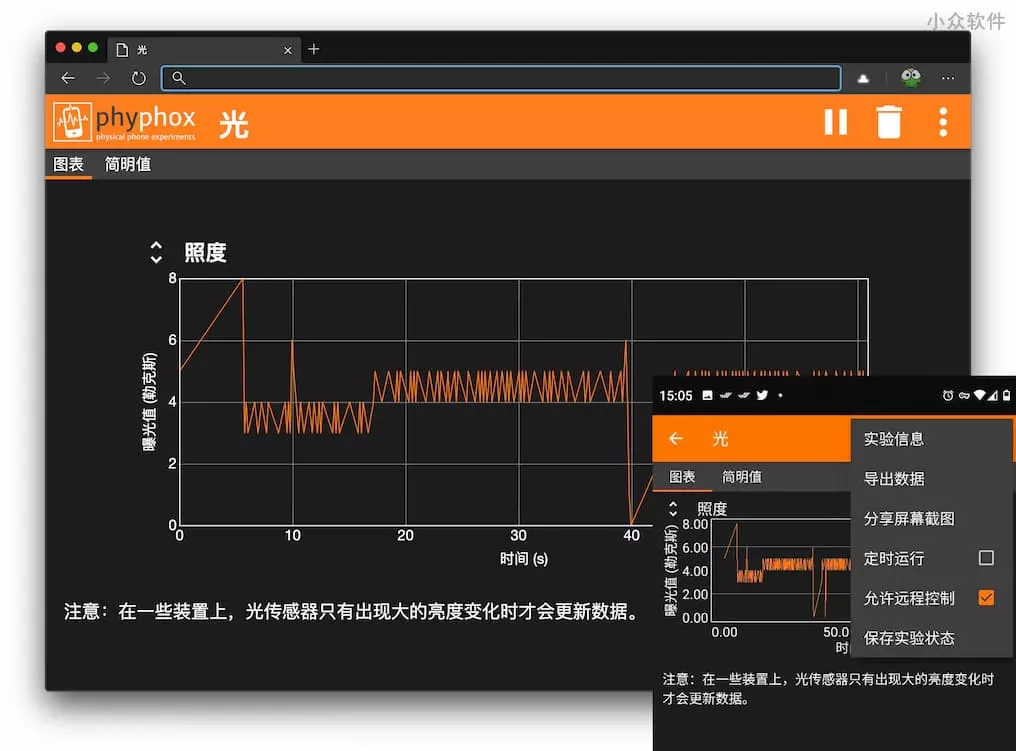 小众软件
光
phyphox
physical phone experiments
光
图表 简明值
照度
8
6
4
2
0
曝光值 (勒克斯)
0 10 20 30 40
时间 (s)
注意：在一些装置上，光传感器只有出现大的亮度变化时才会更新数据。
15:05
光
图表 简明值
照度
8.00
6.00
4.00
2.00
0.00
曝光值 (勒克斯)
0.00 50.0
时
实验信息
导出数据
分享屏幕截图
定时运行
允许远程控制
保存实验状态
注意：在一些装置上，光传感器只有出现大的亮度变化时
才会更新数据。